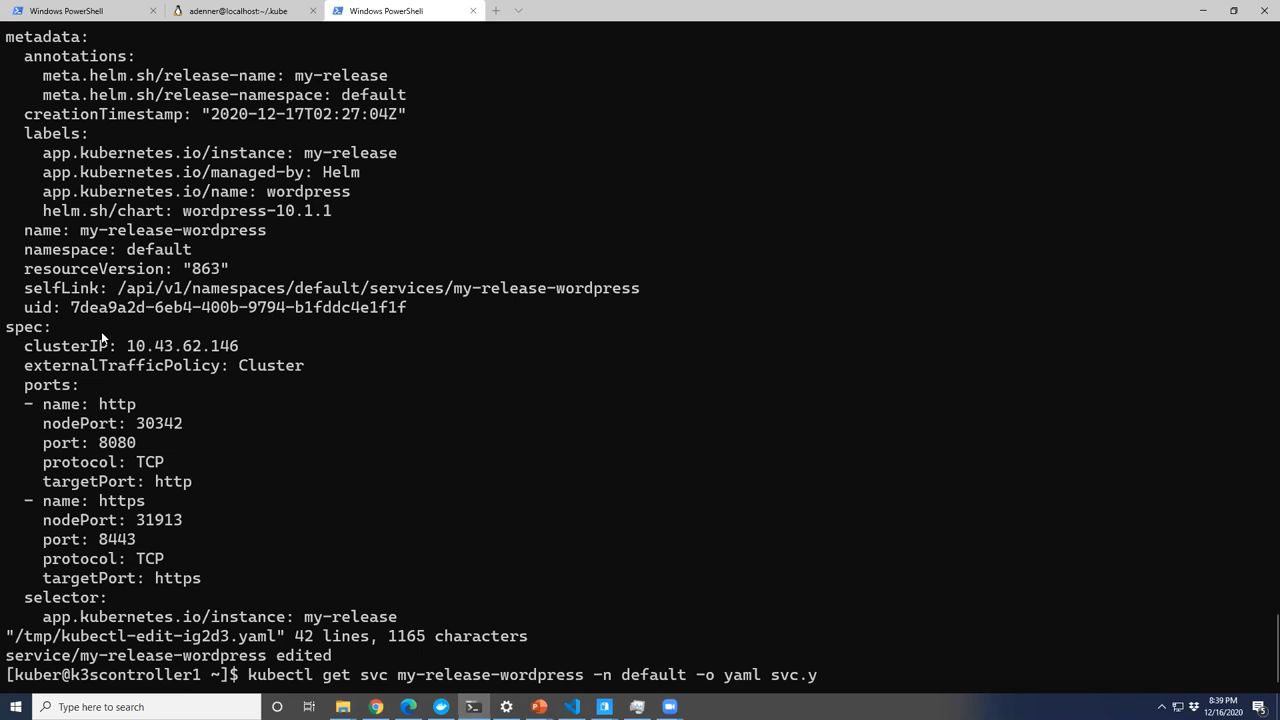 Windows PowerShell
adenner@localhost:~/.kube
Windows PowerShell
metadata:
annotations:
meta.helm.sh/release-name: my-release
meta.helm.sh/release-namespace: default
creationTimestamp: "2020-12-17T02:27:04Z"
labels:
app.kubernetes.io/instance: my-release
app.kubernetes.io/managed-by: Helm
app.kubernetes.io/name: wordpress
helm.sh/chart: wordpress-10.1.1
name: my-release-wordpress
namespace: default
resourceVersion: "863"
selfLink: /api/v1/namespaces/default/services/my-release-wordpress
uid: 7dea9a2d-6eb4-400b-9794-b1fddc4e1f1f
spec:
clusterIP: 10.43.62.146
externalTrafficPolicy: Cluster
ports:
- name: http
nodePort: 30342
port: 8080
protocol: TCP
targetPort: http
- name: https
nodePort: 31913
port: 8443
protocol: TCP
targetPort: https
selector:
app.kubernetes.io/instance: my-release
"/tmp/kubectl-edit-ig2d3.yaml" 42 lines, 1165 characters
service/my-release-wordpress edited
[kuber@k3scontroller1 ~]$ kubectl get svc my-release-wordpress -n default -o yaml svc.y
Type here to search
8:39 PM
12/16/2020